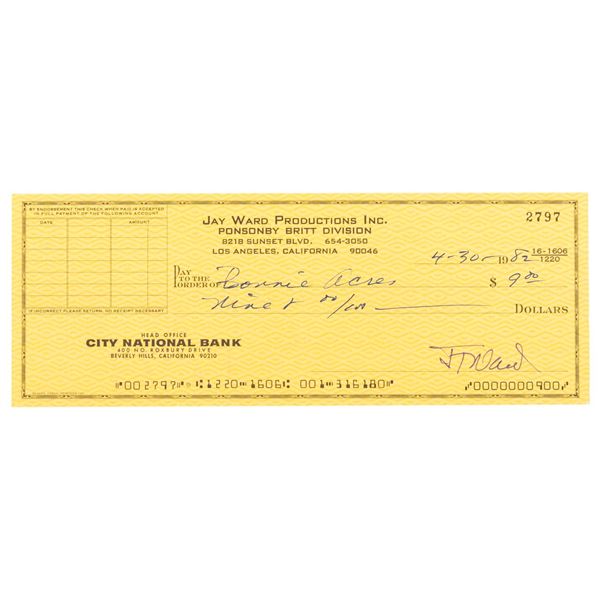 BY ENDORSEMENT THIS CHECK WHEN PAID IS ACCEPTED
IN FULL PAYMENT OF THE FOLLOWING ACCOUNT
DATE AMOUNT
IF INCORRECT PLEASE RETURN. NO RECEIPT NECESSARY
JAY WARD PRODUCTIONS INC.
PONSONBY BRITT DIVISION
8218 SUNSET BLVD. 654-3050
LOS ANGELES, CALIFORNIA 90046
2797
4-30-1982
16-1606
1220
PAY TO THE ORDER OF Bonnie Acres $ 9.00
Nine & 00/100 DOLLARS
HEAD OFFICE
CITY NATIONAL BANK
400 NO. ROXBURY DRIVE
BEVERLY HILLS, CALIFORNIA 90210
J T Ward
⑈002797⑈ ⑆1220⑉1606⑆ 001⑉316180⑈ ⑈0000000900⑈